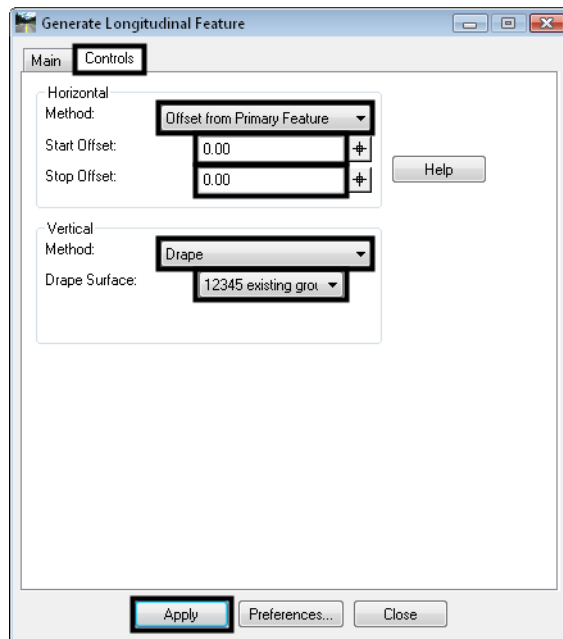 Generate Longitudinal Feature
Main Controls
Horizontal
Method: Offset from Primary Feature
Start Offset: 0.00
Stop Offset: 0.00
Help
Vertical
Method: Drape
Drape Surface: 12345 existing grou
Apply Preferences... Close